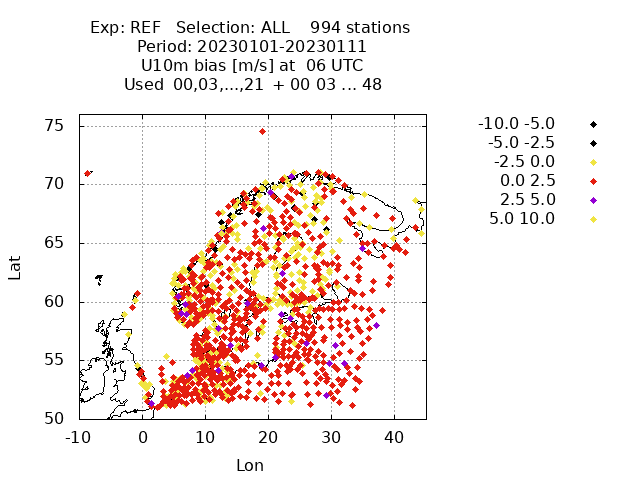 Exp: REF   Selection: ALL    994 stations
Period: 20230101-20230111
U10m bias [m/s] at  06 UTC
Used  00,03,...,21  + 00 03 ... 48
-10.0 -5.0
-5.0 -2.5
-2.5 0.0
0.0 2.5
2.5 5.0
5.0 10.0
75
70
65
60
55
50
Lat
-10 0 10 20 30 40
Lon